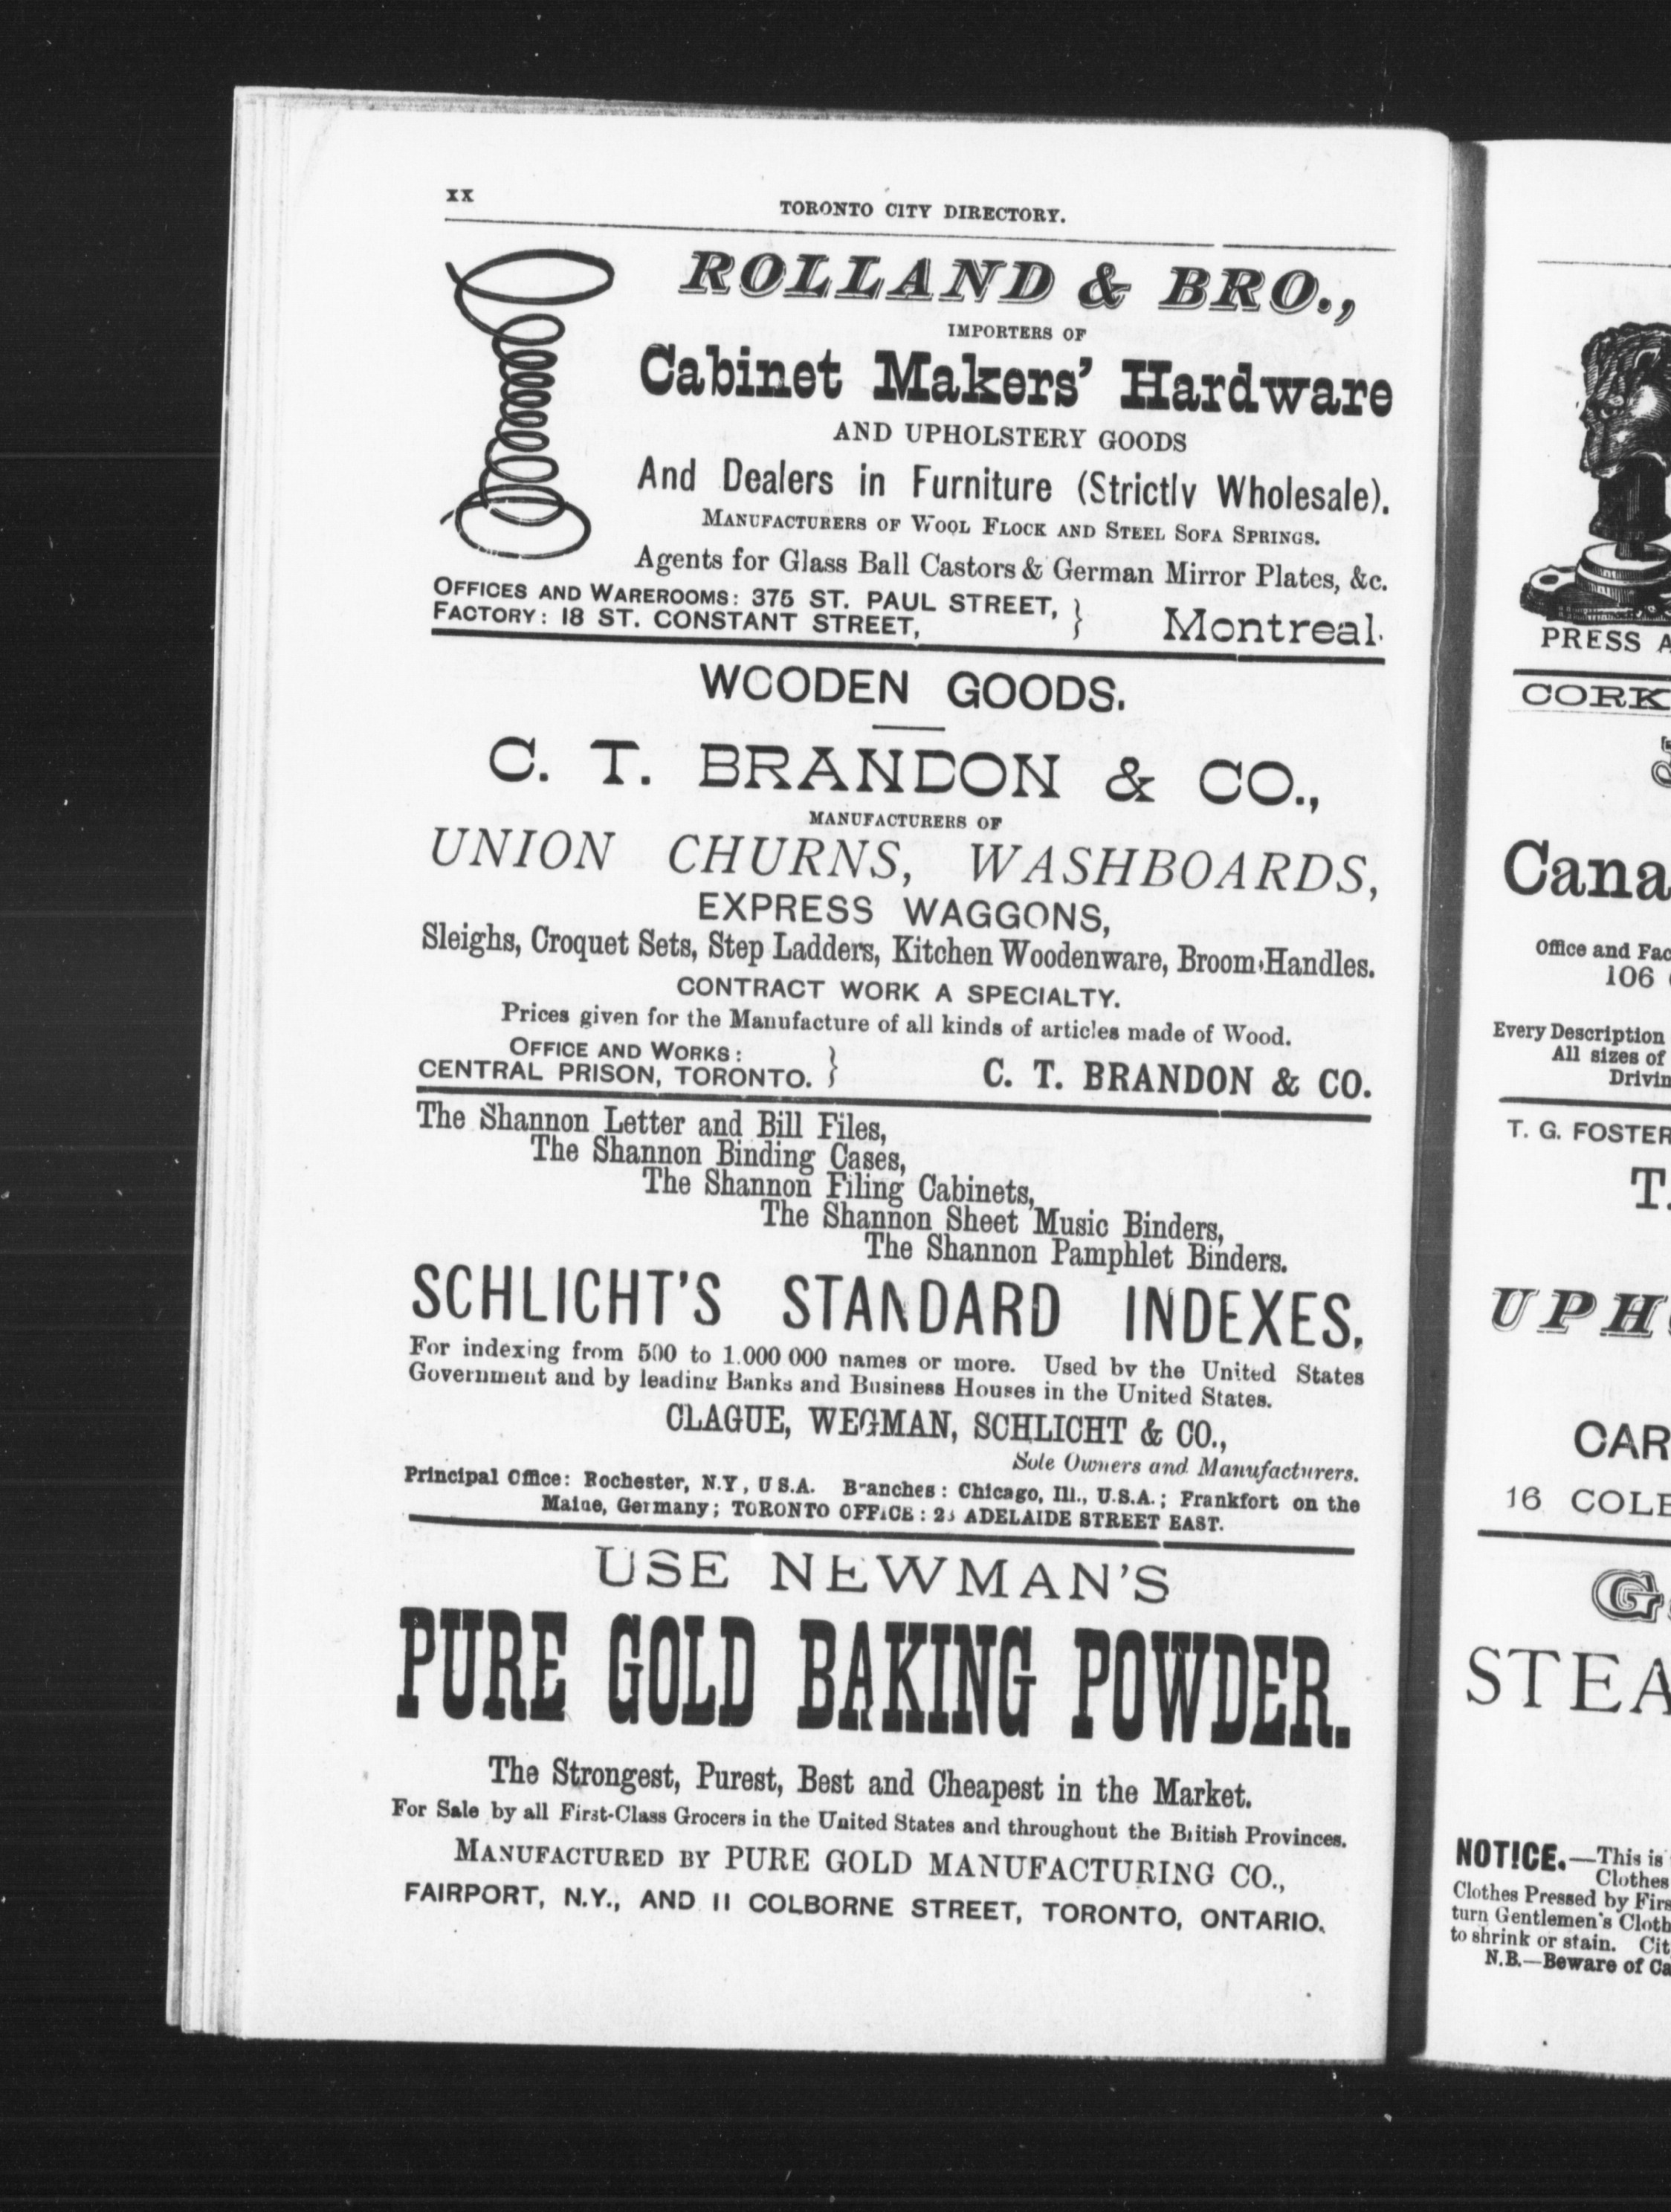 xx
TORONTO CITY DIRECTORY.
ROLLAND & BRO.,
IMPORTERS OF
Cabinet Makers' Hardware
AND UPHOLSTERY GOODS
And Dealers in Furniture (Strictly Wholesale).
MANUFACTURERS OF WOOL FLOCK AND STEEL SOFA SPRINGS.
Agents for Glass Ball Castors & German Mirror Plates, &c.
OFFICES AND WAREROOMS: 375 ST. PAUL STREET, }
FACTORY: 18 ST. CONSTANT STREET,
Montreal.
WOODEN GOODS.
C. T. BRANDON & CO.,
MANUFACTURERS OF
UNION CHURNS, WASHBOARDS,
EXPRESS WAGGONS,
Sleighs, Croquet Sets, Step Ladders, Kitchen Woodenware, Broom Handles.
CONTRACT WORK A SPECIALTY.
Prices given for the Manufacture of all kinds of articles made of Wood.
OFFICE AND WORKS: }
CENTRAL PRISON, TORONTO.
C. T. BRANDON & CO.
The Shannon Letter and Bill Files,
The Shannon Binding Cases,
The Shannon Filing Cabinets,
The Shannon Sheet Music Binders,
The Shannon Pamphlet Binders.
SCHLICHT'S STANDARD INDEXES,
For indexing from 500 to 1.000 000 names or more. Used by the United States
Government and by leading Banks and Business Houses in the United States.
CLAGUE, WEGMAN, SCHLICHT & CO.,
Sole Owners and Manufacturers.
Principal Office: Rochester, N.Y, U S.A. Branches: Chicago, Ill., U.S.A.; Frankfort on the
Maine, Germany; TORONTO OFFICE: ADELAIDE STREET EAST.
USE NEWMAN'S
PURE GOLD BAKING POWDER.
The Strongest, Purest, Best and Cheapest in the Market.
For Sale by all First-Class Grocers in the United States and throughout the British Provinces.
MANUFACTURED BY PURE GOLD MANUFACTURING CO.,
FAIRPORT, N.Y., AND 11 COLBORNE STREET, TORONTO, ONTARIO.
PRESS A
CORK
Cana
Office and Fac
106
Every Description
All sizes of
Drivin
T. G. FOSTER
T.
UPH
CAR
16 COLB
G
STEA
NOTICE.—This is
Clothes
Clothes Pressed by Firs
turn Gentlemen's Cloth
to shrink or stain. Cit
N.B.—Beware of Ca